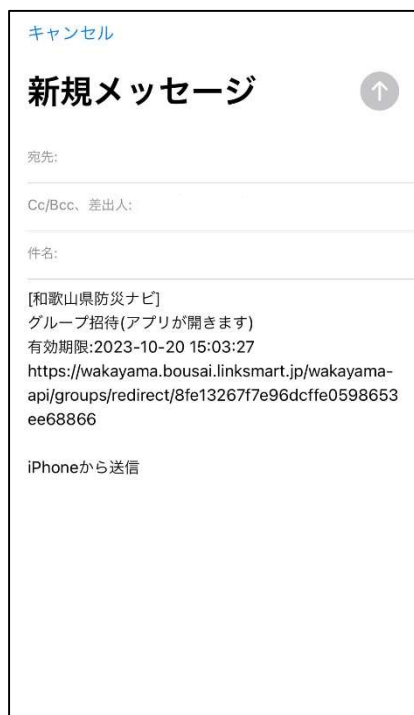 キャンセル
新規メッセージ
宛先:
Cc/Bcc、差出人:
件名:
[和歌山県防災ナビ]
グループ招待(アプリが開きます)
有効期限:2023-10-20 15:03:27
https://wakayama.bousai.linksmart.jp/wakayama-
api/groups/redirect/8fe13267f7e96dcffe0598653
ee68866
iPhoneから送信